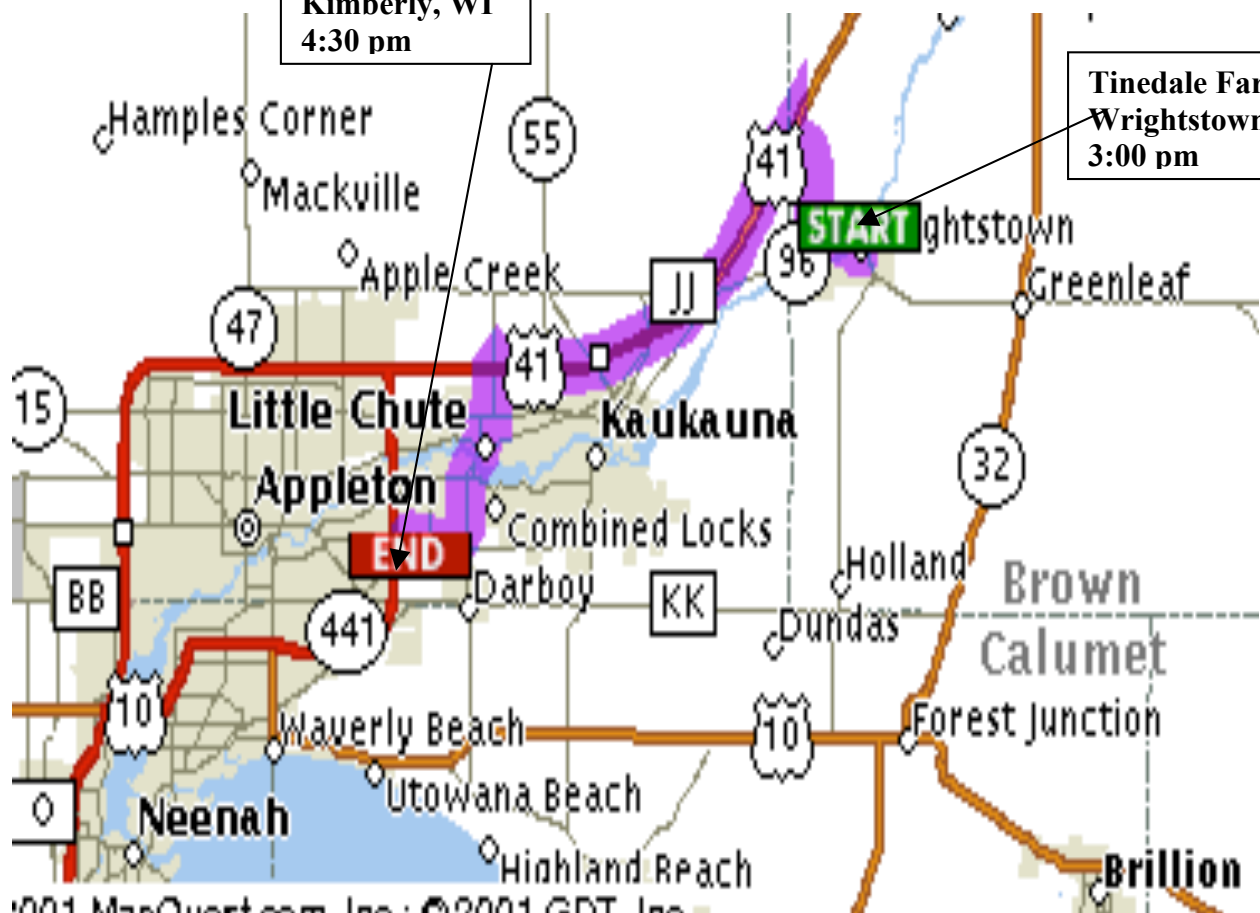 Kimberly, WI
4:30 pm
Tinedale Far
Wrightstown
3:00 pm
Hamples Corner
55
41
Mackville
START
ghtstown
Apple Creek
96
JJ
Greenleaf
47
41
15
Little Chute
Kaukauna
32
Appleton
Combined Locks
END
Holland
Brown
BB
Darboy
KK
441
Dundas
Calumet
10
Waverly Beach
10
Forest Junction
Utowana Beach
O
Neenah
Highland Beach
Brillion
2001 MapQuest.com, Inc.; © 2001 GDT, Inc.